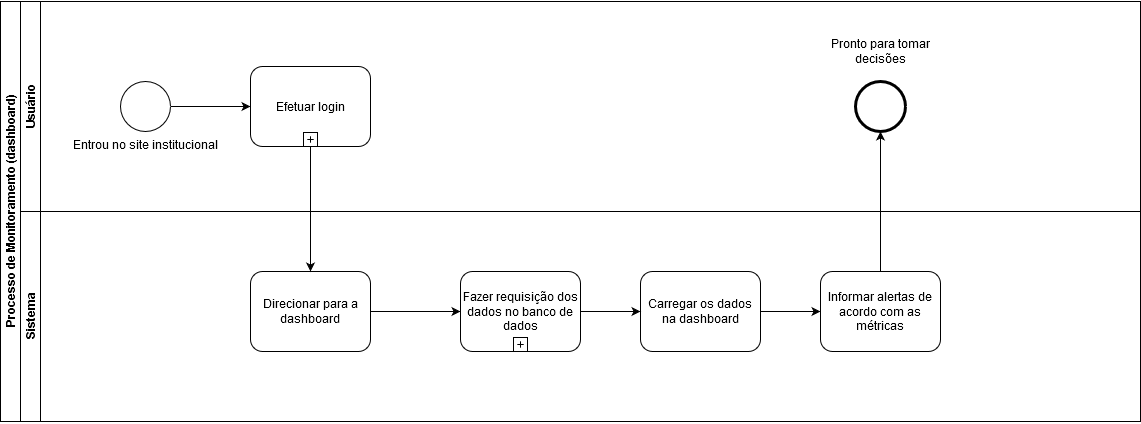 Processo de Monitoramento (dashboard)
Usuário
Entrou no site institucional
Efetuar login
+
Pronto para tomar
decisões
Sistema
Direcionar para a
dashboard
Fazer requisição dos
dados no banco de
dados
+
Carregar os dados
na dashboard
Informar alertas de
acordo com as
métricas